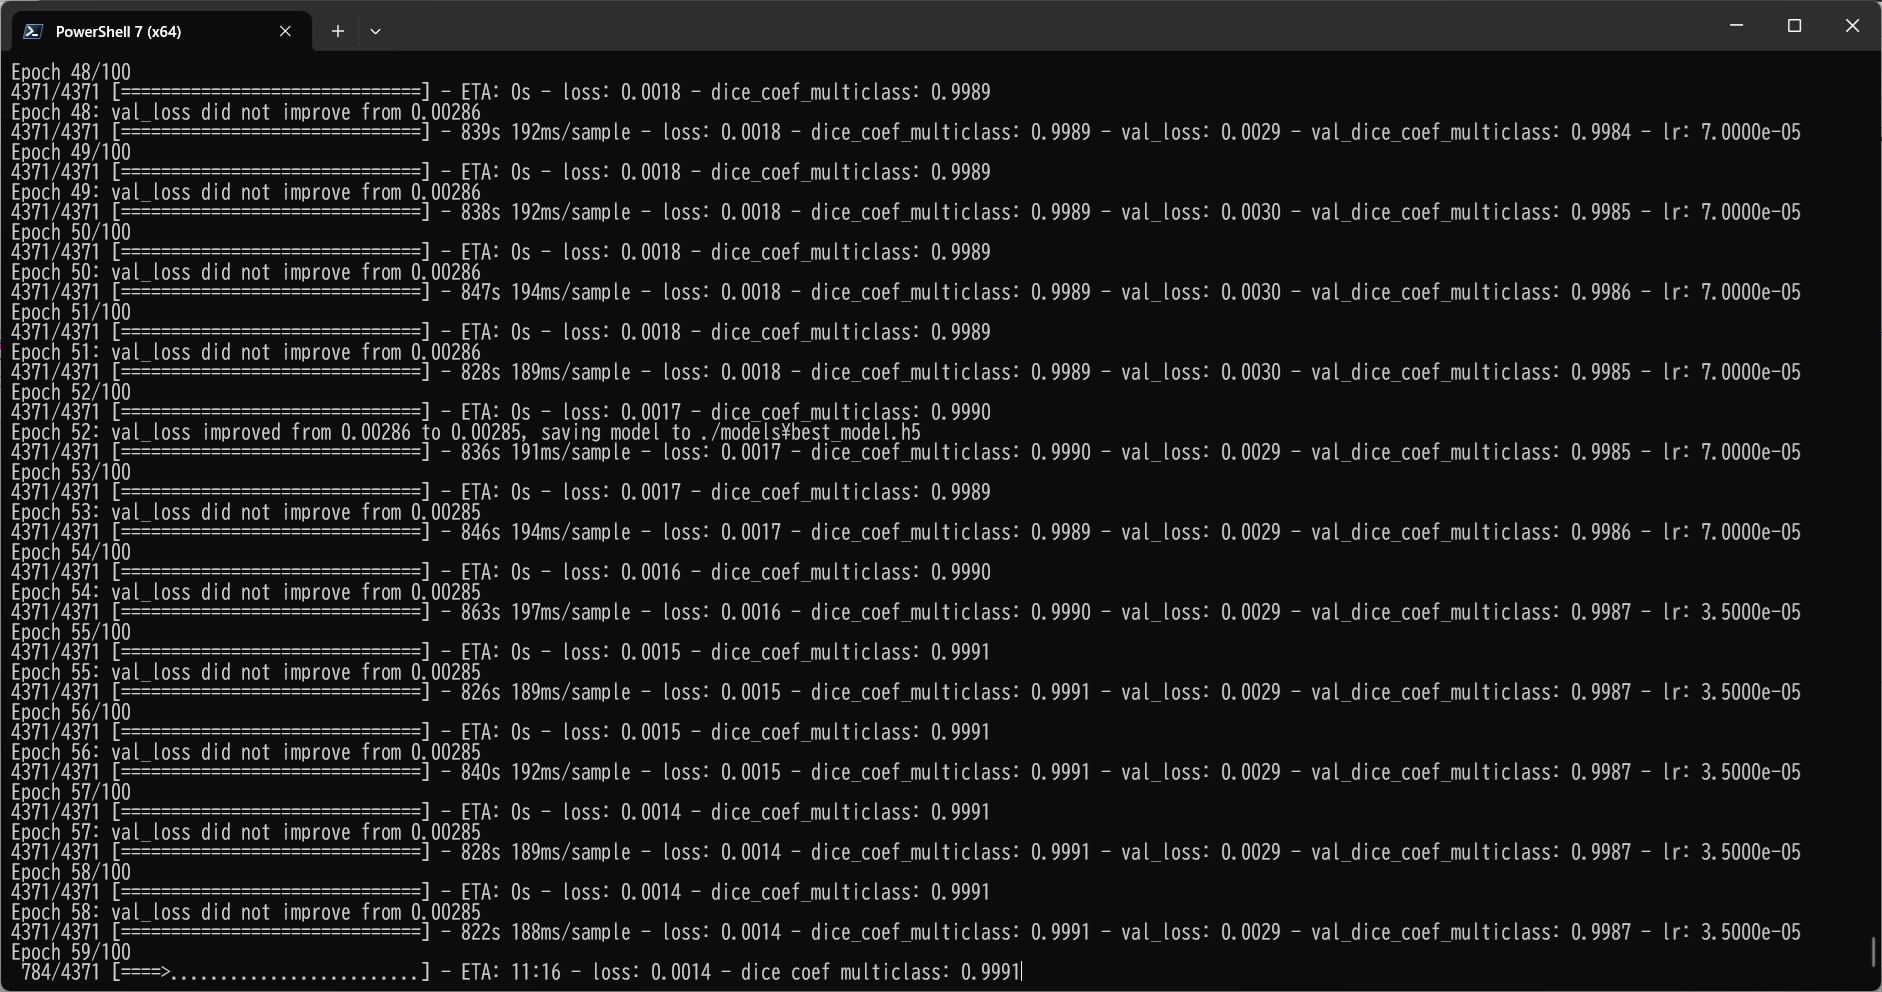 PowerShell 7 (x64)
Epoch 48/100
4371/4371 [==============================] - ETA: 0s - loss: 0.0018 - dice_coef_multiclass: 0.9989
Epoch 48: val_loss did not improve from 0.00286
4371/4371 [==============================] - 839s 192ms/sample - loss: 0.0018 - dice_coef_multiclass: 0.9989 - val_loss: 0.0029 - val_dice_coef_multiclass: 0.9984 - lr: 7.0000e-05
Epoch 49/100
4371/4371 [==============================] - ETA: 0s - loss: 0.0018 - dice_coef_multiclass: 0.9989
Epoch 49: val_loss did not improve from 0.00286
4371/4371 [==============================] - 838s 192ms/sample - loss: 0.0018 - dice_coef_multiclass: 0.9989 - val_loss: 0.0030 - val_dice_coef_multiclass: 0.9985 - lr: 7.0000e-05
Epoch 50/100
4371/4371 [==============================] - ETA: 0s - loss: 0.0018 - dice_coef_multiclass: 0.9989
Epoch 50: val_loss did not improve from 0.00286
4371/4371 [==============================] - 847s 194ms/sample - loss: 0.0018 - dice_coef_multiclass: 0.9989 - val_loss: 0.0030 - val_dice_coef_multiclass: 0.9986 - lr: 7.0000e-05
Epoch 51/100
4371/4371 [==============================] - ETA: 0s - loss: 0.0018 - dice_coef_multiclass: 0.9989
Epoch 51: val_loss did not improve from 0.00286
4371/4371 [==============================] - 828s 189ms/sample - loss: 0.0018 - dice_coef_multiclass: 0.9989 - val_loss: 0.0030 - val_dice_coef_multiclass: 0.9985 - lr: 7.0000e-05
Epoch 52/100
4371/4371 [==============================] - ETA: 0s - loss: 0.0017 - dice_coef_multiclass: 0.9990
Epoch 52: val_loss improved from 0.00286 to 0.00285, saving model to ./models¥best_model.h5
4371/4371 [==============================] - 836s 191ms/sample - loss: 0.0017 - dice_coef_multiclass: 0.9990 - val_loss: 0.0029 - val_dice_coef_multiclass: 0.9985 - lr: 7.0000e-05
Epoch 53/100
4371/4371 [==============================] - ETA: 0s - loss: 0.0017 - dice_coef_multiclass: 0.9989
Epoch 53: val_loss did not improve from 0.00285
4371/4371 [==============================] - 846s 194ms/sample - loss: 0.0017 - dice_coef_multiclass: 0.9989 - val_loss: 0.0029 - val_dice_coef_multiclass: 0.9986 - lr: 7.0000e-05
Epoch 54/100
4371/4371 [==============================] - ETA: 0s - loss: 0.0016 - dice_coef_multiclass: 0.9990
Epoch 54: val_loss did not improve from 0.00285
4371/4371 [==============================] - 863s 197ms/sample - loss: 0.0016 - dice_coef_multiclass: 0.9990 - val_loss: 0.0029 - val_dice_coef_multiclass: 0.9987 - lr: 3.5000e-05
Epoch 55/100
4371/4371 [==============================] - ETA: 0s - loss: 0.0015 - dice_coef_multiclass: 0.9991
Epoch 55: val_loss did not improve from 0.00285
4371/4371 [==============================] - 826s 189ms/sample - loss: 0.0015 - dice_coef_multiclass: 0.9991 - val_loss: 0.0029 - val_dice_coef_multiclass: 0.9987 - lr: 3.5000e-05
Epoch 56/100
4371/4371 [==============================] - ETA: 0s - loss: 0.0015 - dice_coef_multiclass: 0.9991
Epoch 56: val_loss did not improve from 0.00285
4371/4371 [==============================] - 840s 192ms/sample - loss: 0.0015 - dice_coef_multiclass: 0.9991 - val_loss: 0.0029 - val_dice_coef_multiclass: 0.9987 - lr: 3.5000e-05
Epoch 57/100
4371/4371 [==============================] - ETA: 0s - loss: 0.0014 - dice_coef_multiclass: 0.9991
Epoch 57: val_loss did not improve from 0.00285
4371/4371 [==============================] - 828s 189ms/sample - loss: 0.0014 - dice_coef_multiclass: 0.9991 - val_loss: 0.0029 - val_dice_coef_multiclass: 0.9987 - lr: 3.5000e-05
Epoch 58/100
4371/4371 [==============================] - ETA: 0s - loss: 0.0014 - dice_coef_multiclass: 0.9991
Epoch 58: val_loss did not improve from 0.00285
4371/4371 [==============================] - 822s 188ms/sample - loss: 0.0014 - dice_coef_multiclass: 0.9991 - val_loss: 0.0029 - val_dice_coef_multiclass: 0.9987 - lr: 3.5000e-05
Epoch 59/100
784/4371 [====>.........................] - ETA: 11:16 - loss: 0.0014 - dice coef multiclass: 0.9991